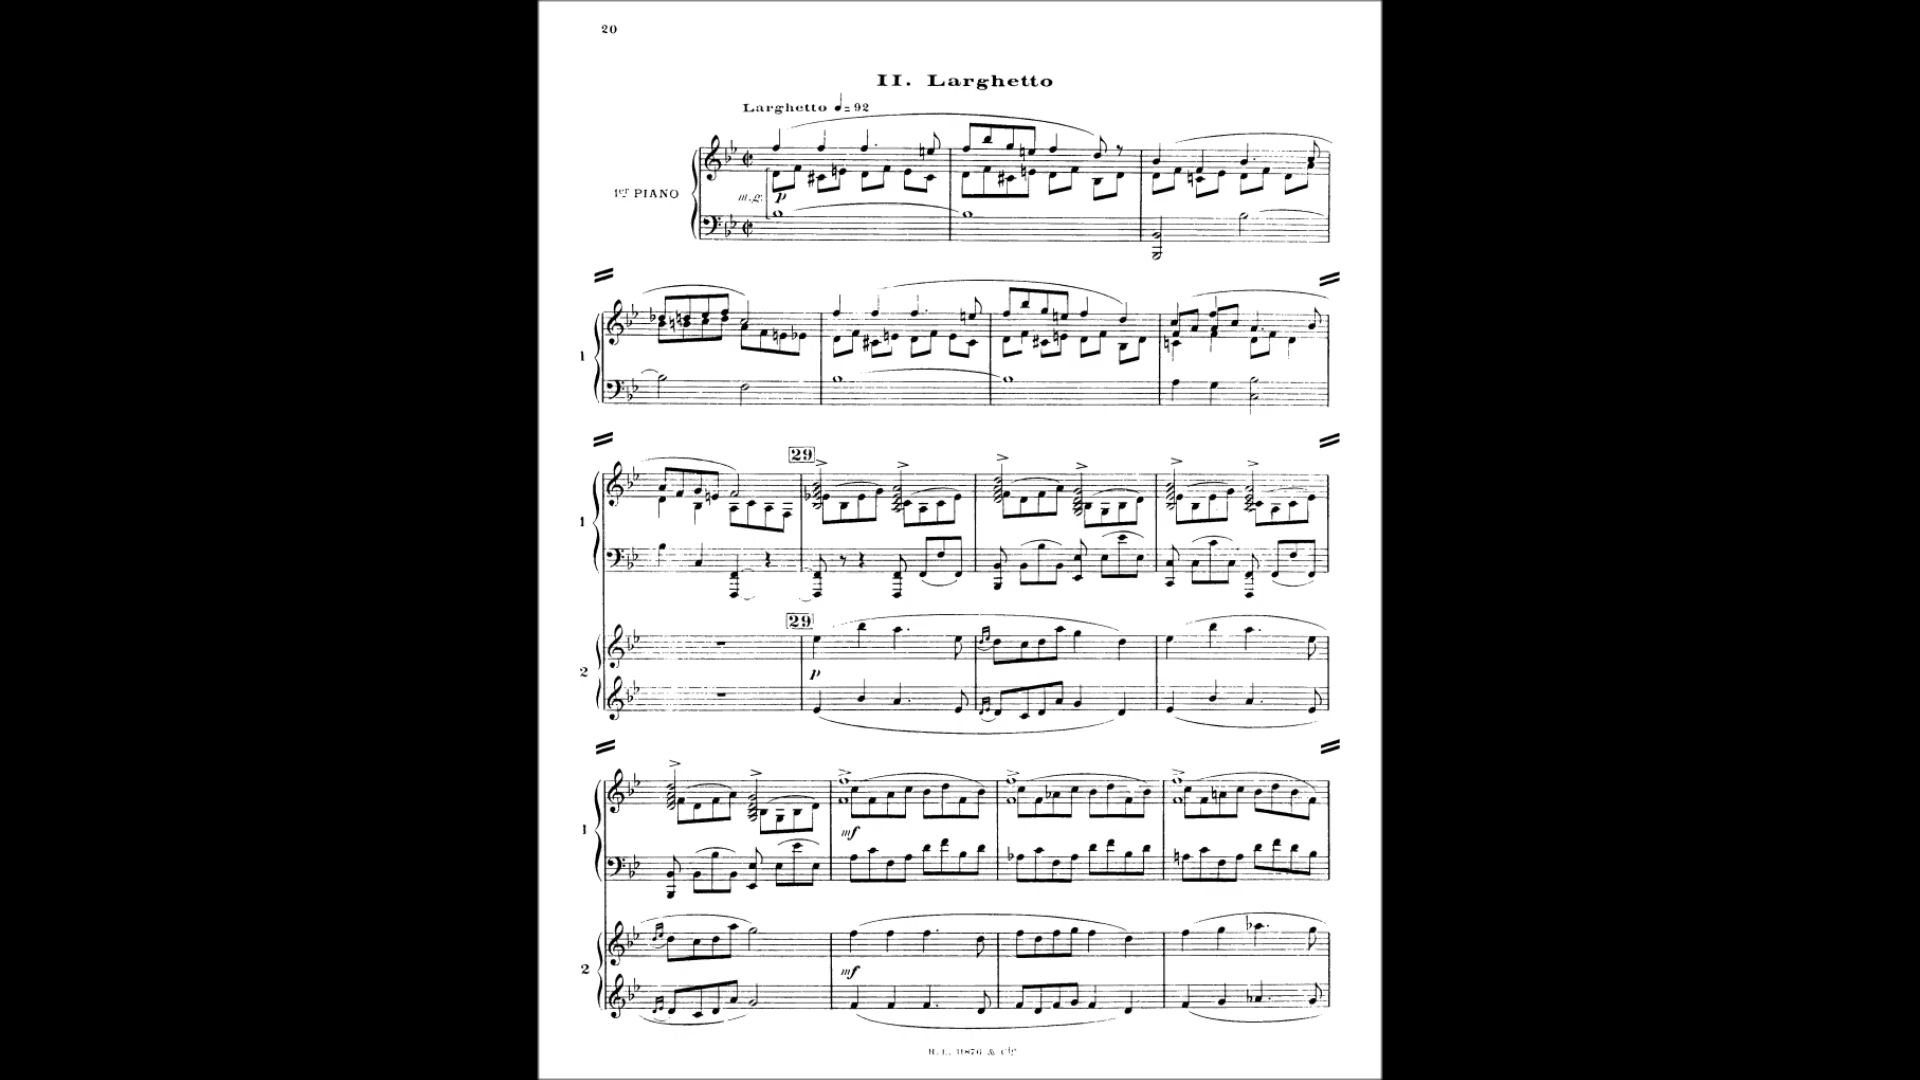 20
II. Larghetto
Larghetto ♩= 92
1er PIANO
m.g.
p
1
29
1
29
2
p
1
mf
2
mf